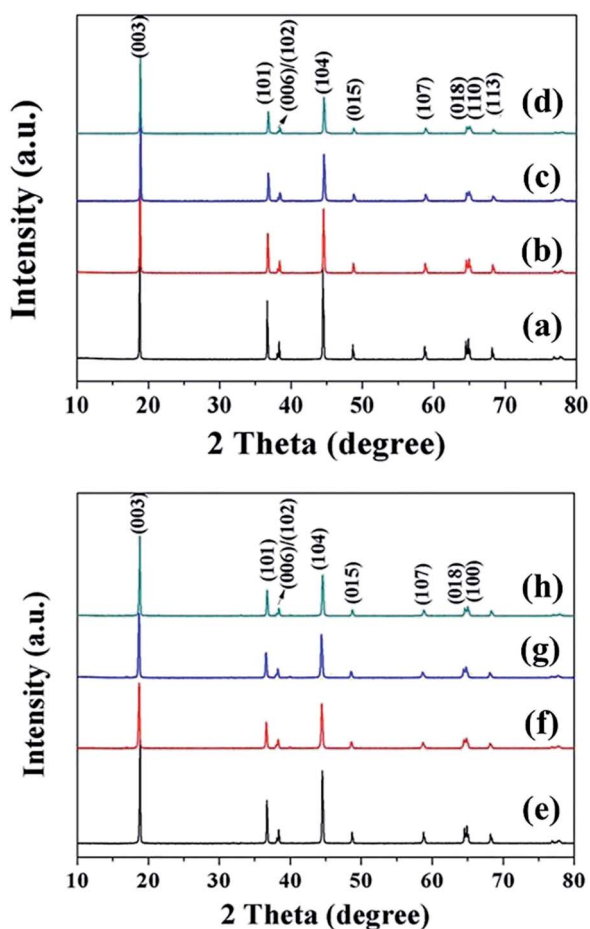 (003)
(101)
(006)/(102)
(104)
(015)
(107)
(018)
(110)
(113)
(d)
(c)
(b)
(a)
Intensity (a.u.)
10 20 30 40 50 60 70 80
2 Theta (degree)
(003)
(101)
(006)/(102)
(104)
(015)
(107)
(018)
(100)
(h)
(g)
(f)
(e)
Intensity (a.u.)
10 20 30 40 50 60 70 80
2 Theta (degree)